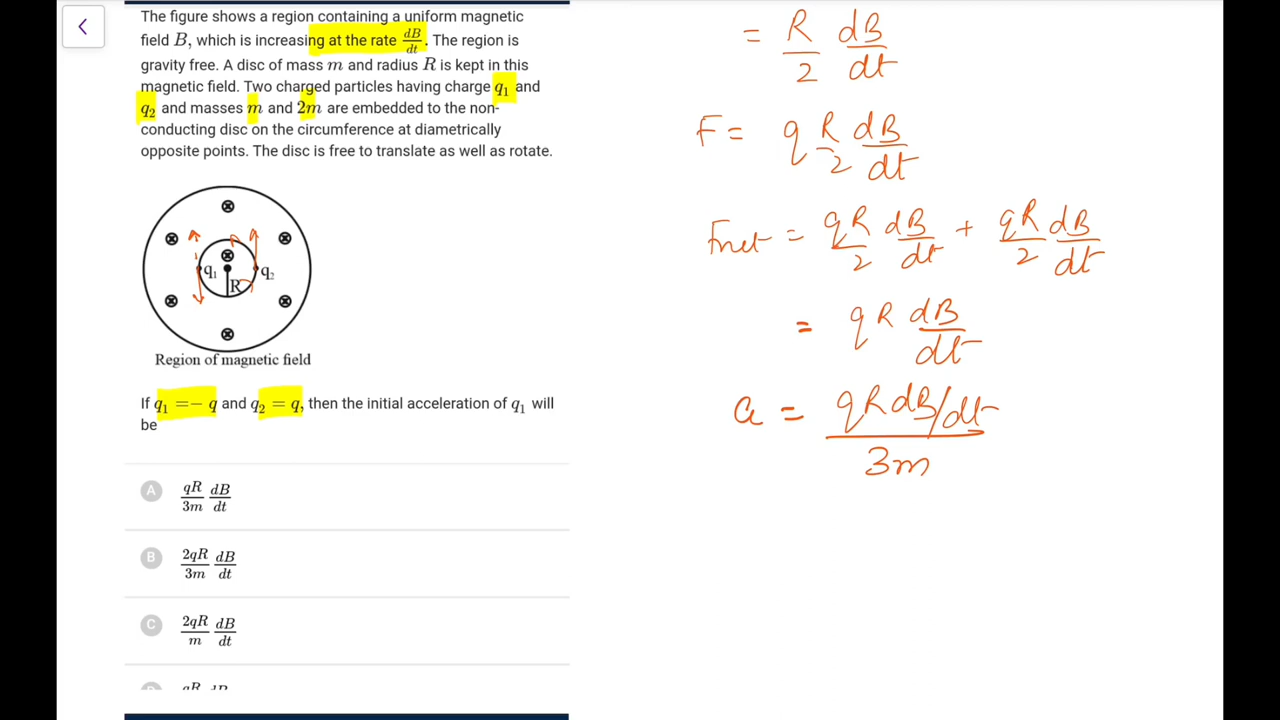 The figure shows a region containing a uniform magnetic
field B, which is increasing at the rate dB/dt. The region is
gravity free. A disc of mass m and radius R is kept in this
magnetic field. Two charged particles having charge q₁ and
q₂ and masses m and 2m are embedded to the non-
conducting disc on the circumference at diametrically
opposite points. The disc is free to translate as well as rotate.
q₁ R q₂
Region of magnetic field
If q₁ =− q and q₂ = q, then the initial acceleration of q₁ will
be
A qR/3m dB/dt
B 2qR/3m dB/dt
C 2qR/m dB/dt
= R/2 dB/dt
F = q R/2 dB/dt
Fnet = qR/2 dB/dt + qR/2 dB/dt
= qR dB/dt
a = qR dB/dt / 3m